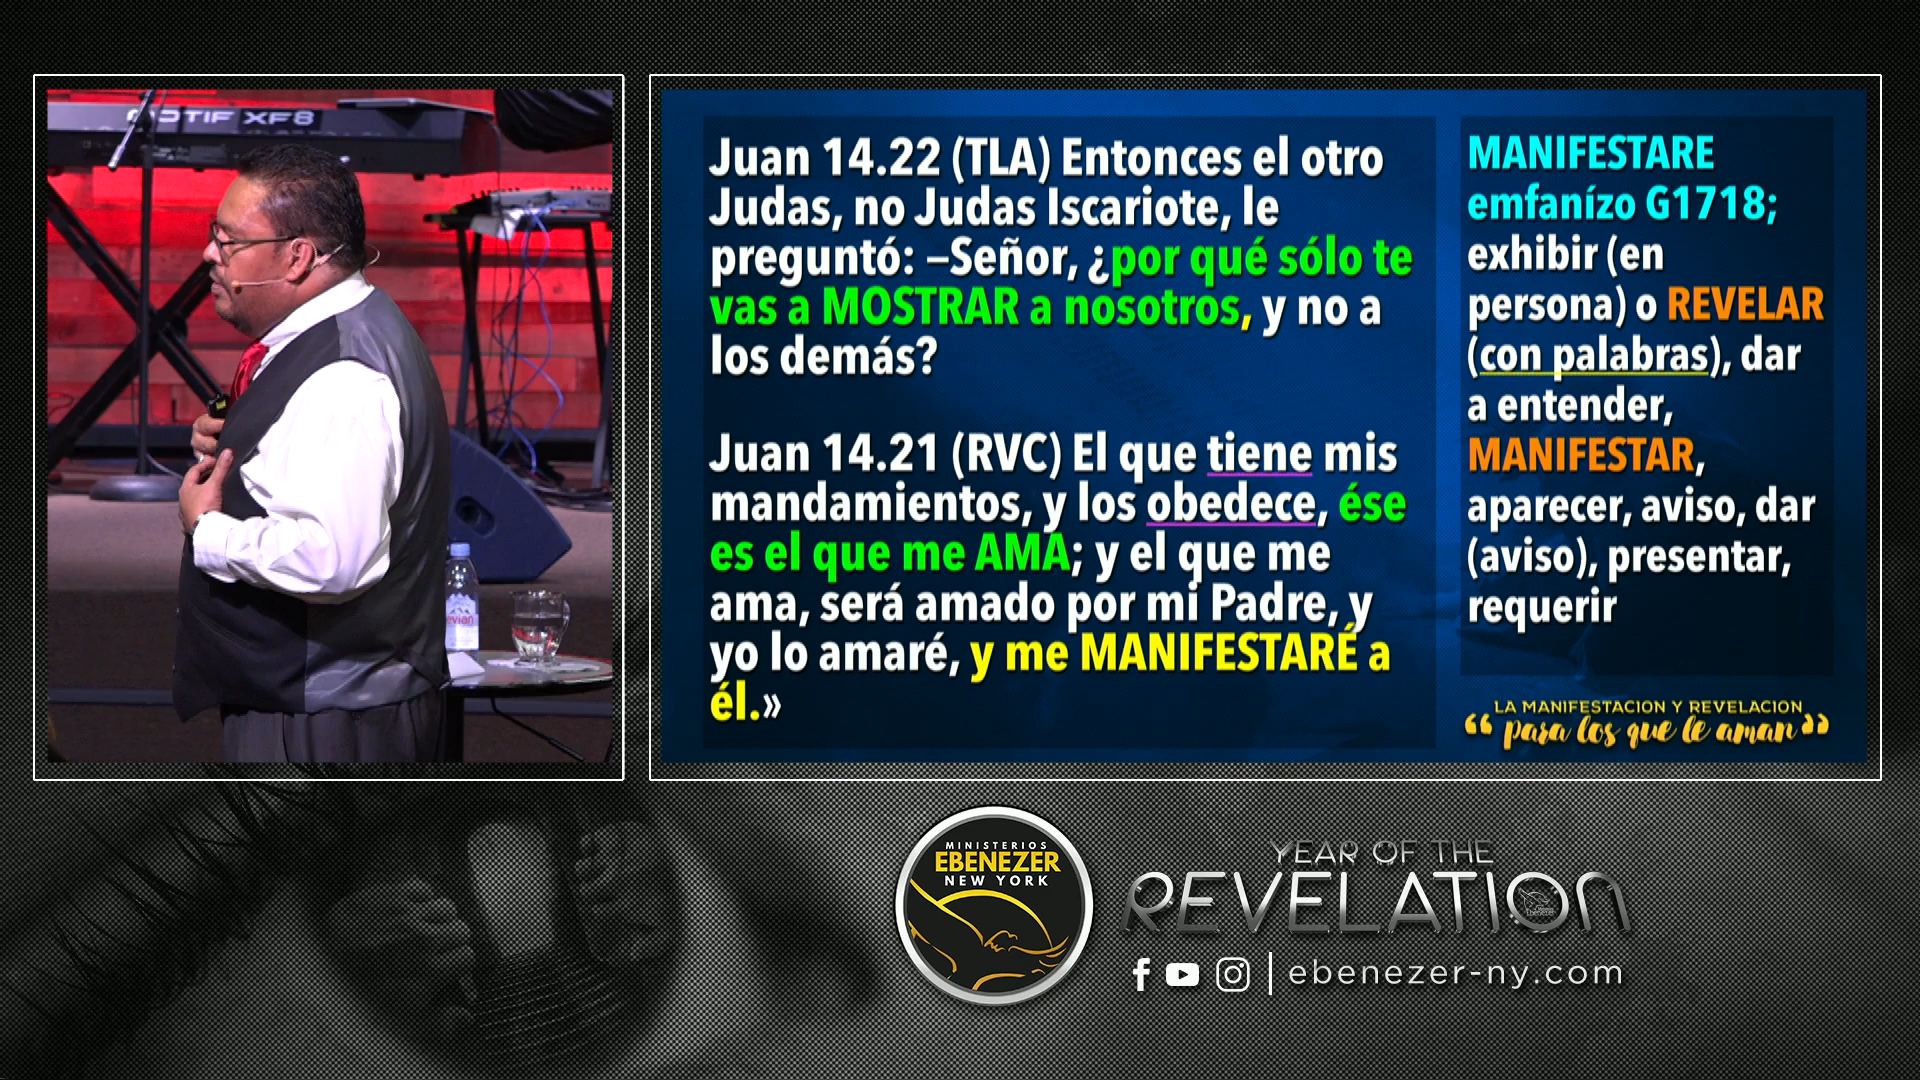 MOTIF XF8
evian
Juan 14.22 (TLA) Entonces el otro
Judas, no Judas Iscariote, le
preguntó: –Señor, ¿por qué sólo te
vas a MOSTRAR a nosotros, y no a
los demás?
Juan 14.21 (RVC) El que tiene mis
mandamientos, y los obedece, ése
es el que me AMA; y el que me
ama, será amado por mi Padre, y
yo lo amaré, y me MANIFESTARÉ a
él.»
MANIFESTARE
emfanízo G1718;
exhibir (en
persona) o REVELAR
(con palabras), dar
a entender,
MANIFESTAR,
aparecer, aviso, dar
(aviso), presentar,
requerir
LA MANIFESTACION Y REVELACION
“para los que le aman”
MINISTERIOS
EBENEZER
NEW YORK
YEAR OF THE
REVELATION
ebenezer-ny.com